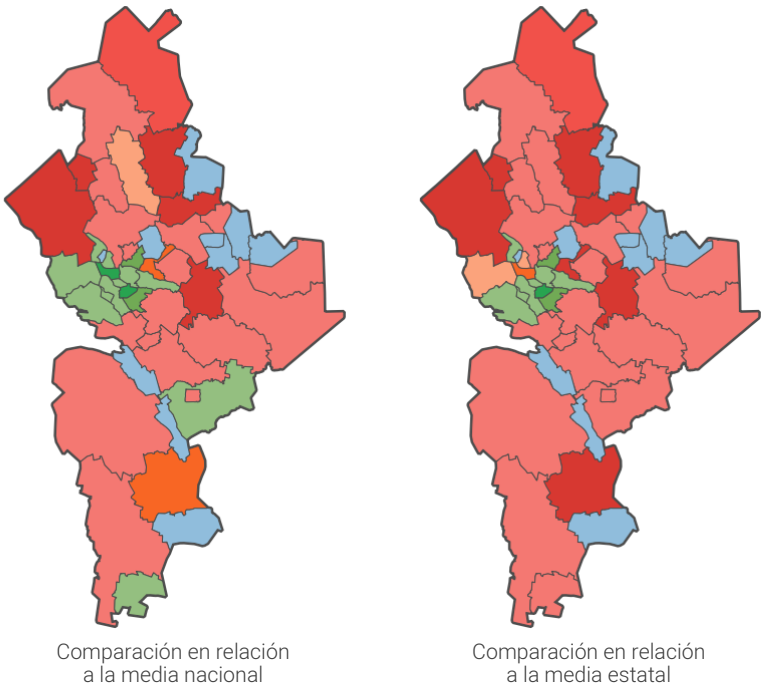 Comparación en relación
a la media nacional
Comparación en relación
a la media estatal